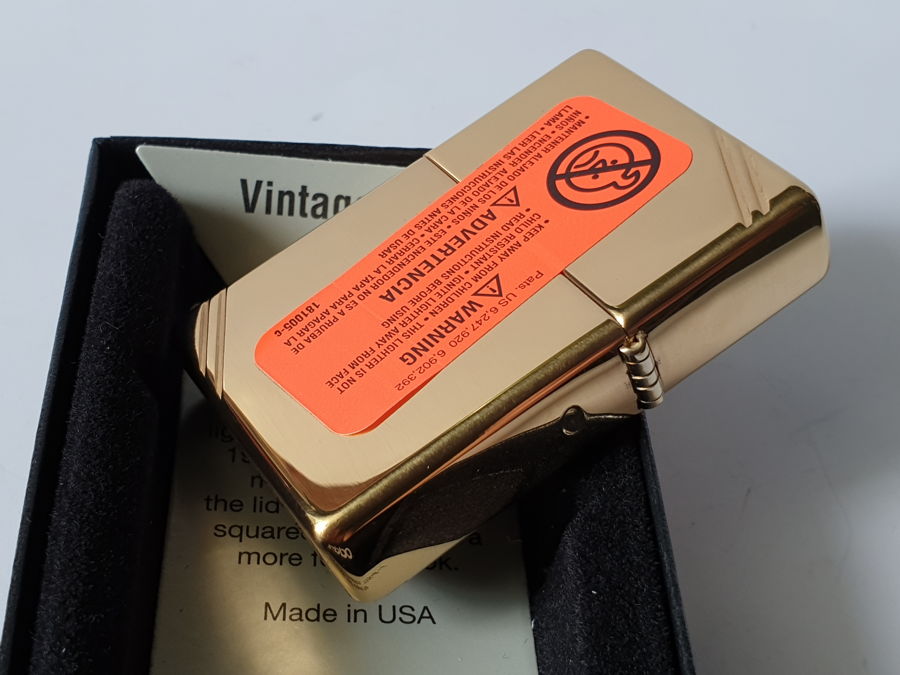 Vintag
the lid
square a
more
Made in USA
Pats. US 6,247,920 6,902,392
⚠ WARNING
• KEEP AWAY FROM CHILDREN • THIS LIGHTER IS NOT
CHILD RESISTANT • IGNITE LIGHTER AWAY FROM FACE
• READ INSTRUCTIONS BEFORE USING
⚠ ADVERTENCIA
• MANTENER ALEJADO DE LOS NIÑOS • ESTE ENCENDEDOR NO ES A PRUEBA DE
NIÑOS • ENCENDER ALEJADO DE LA CARA • CERRAR LA TAPA PARA APAGAR LA
LLAMA • LEER LAS INSTRUCCIONES ANTES DE USAR
181005-c